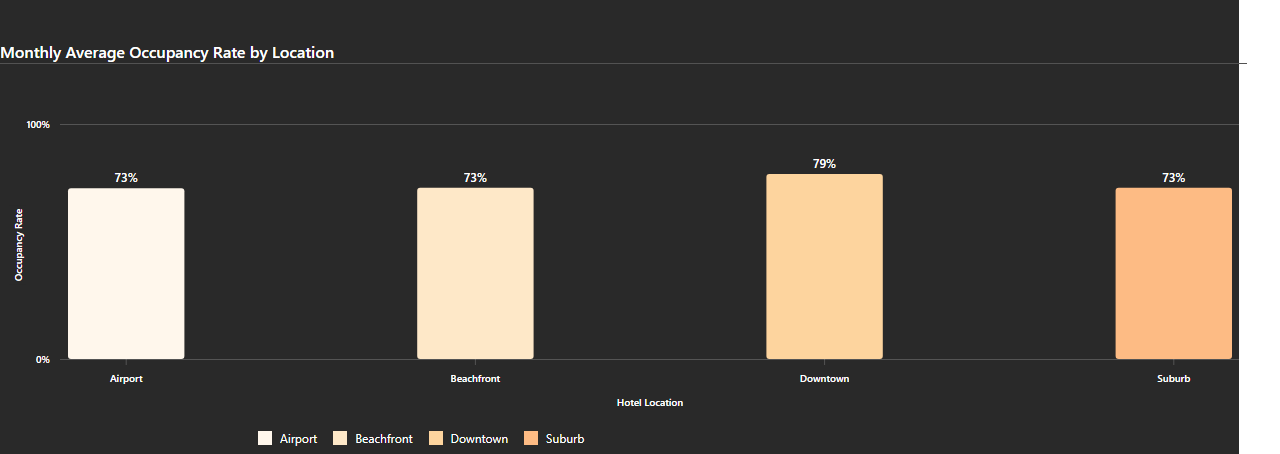 Monthly Average Occupancy Rate by Location
100%
73%
73%
79%
73%
Occupancy Rate
0%
Airport
Beachfront
Downtown
Suburb
Hotel Location
Airport
Beachfront
Downtown
Suburb